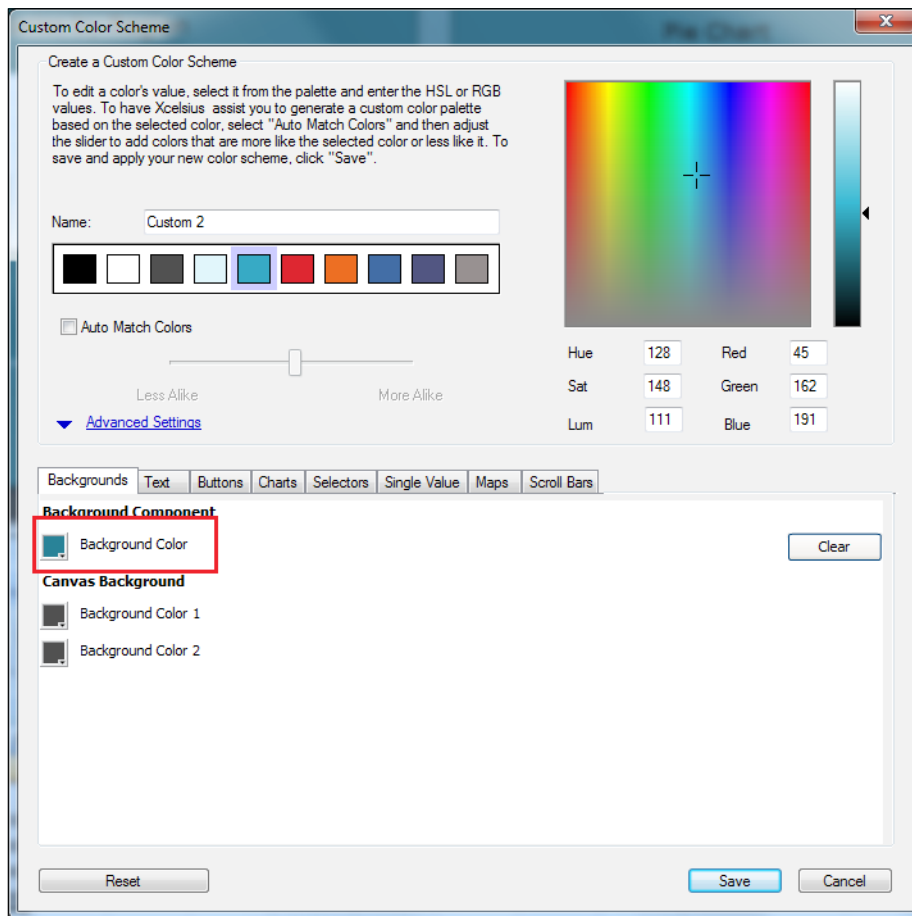 Custom Color Scheme
Pie Chart
Create a Custom Color Scheme
To edit a color's value, select it from the palette and enter the HSL or RGB
values. To have Xcelsius assist you to generate a custom color palette
based on the selected color, select "Auto Match Colors" and then adjust
the slider to add colors that are more like the selected color or less like it. To
save and apply your new color scheme, click "Save".
Name: Custom 2
Auto Match Colors
Less Alike More Alike
Advanced Settings
Hue 128 Red 45
Sat 148 Green 162
Lum 111 Blue 191
Backgrounds Text Buttons Charts Selectors Single Value Maps Scroll Bars
Background Component
Background Color Clear
Canvas Background
Background Color 1
Background Color 2
Reset Save Cancel